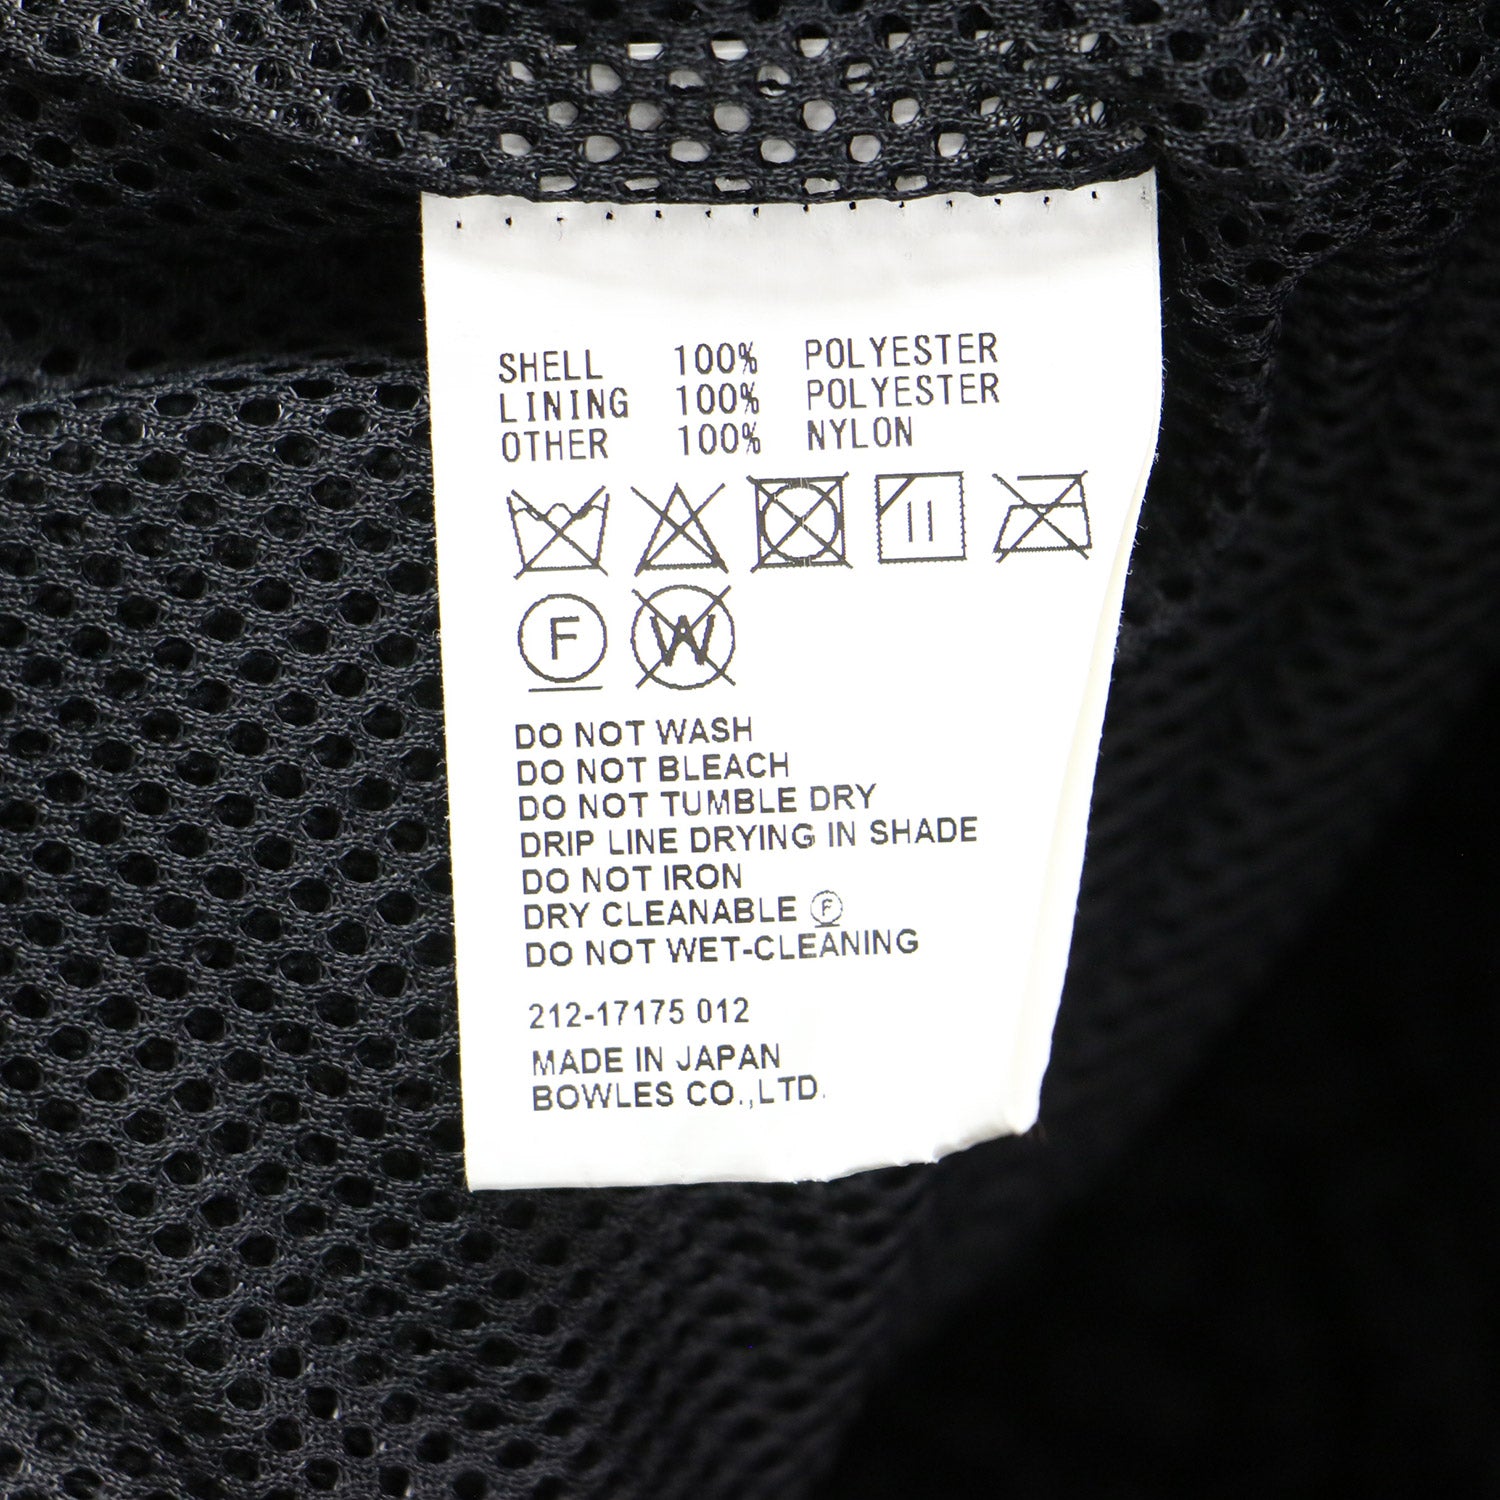 SHELL 100% POLYESTER
LINING 100% POLYESTER
OTHER 100% NYLON
F W
DO NOT WASH
DO NOT BLEACH
DO NOT TUMBLE DRY
DRIP LINE DRYING IN SHADE
DO NOT IRON
DRY CLEANABLE Ⓕ
DO NOT WET-CLEANING
212-17175 012
MADE IN JAPAN
BOWLES CO.,LTD.